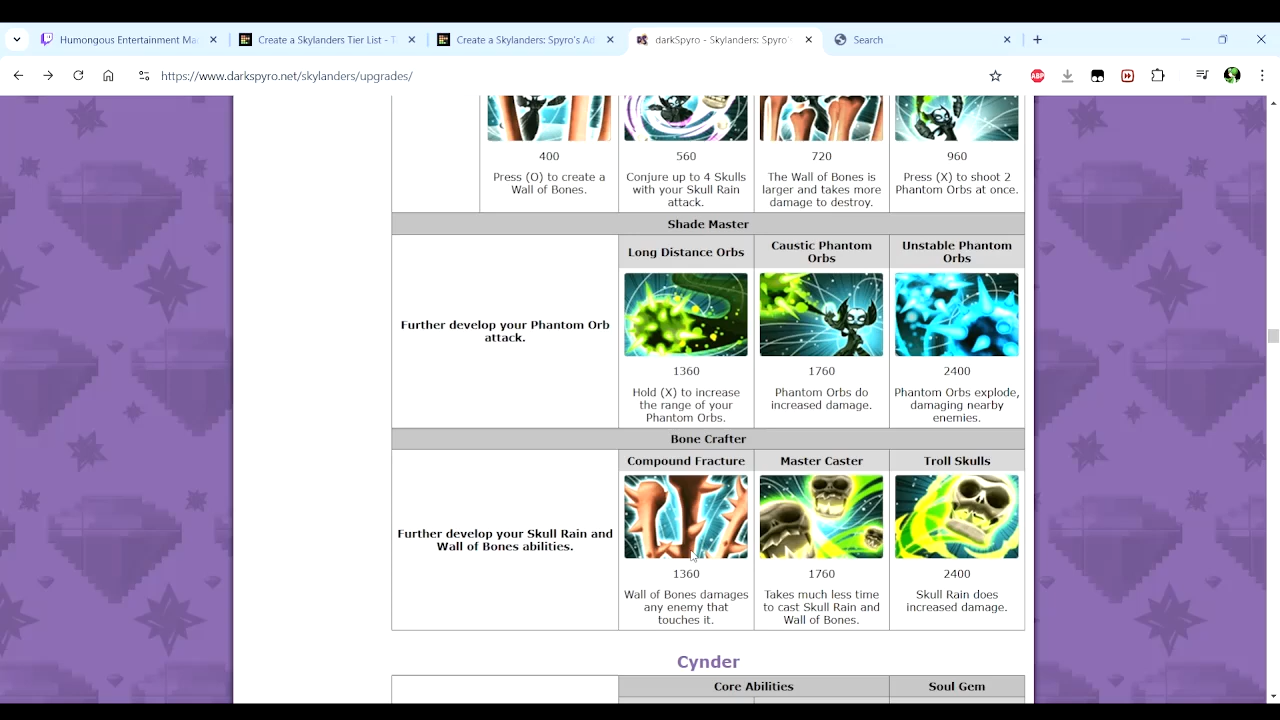 Humongous Entertainment Ma
Create a Skylanders Tier List - T
Create a Skylanders: Spyro's Ad
darkSpyro - Skylanders: Spyro'
Search
https://www.darkspyro.net/skylanders/upgrades/
ABP
400
560
720
960
Press (O) to create a
Wall of Bones.
Conjure up to 4 Skulls
with your Skull Rain
attack.
The Wall of Bones is
larger and takes more
damage to destroy.
Press (X) to shoot 2
Phantom Orbs at once.
Shade Master
Further develop your Phantom Orb
attack.
Long Distance Orbs
Caustic Phantom
Orbs
Unstable Phantom
Orbs
1360
1760
2400
Hold (X) to increase
the range of your
Phantom Orbs.
Phantom Orbs do
increased damage.
Phantom Orbs explode,
damaging nearby
enemies.
Bone Crafter
Further develop your Skull Rain and
Wall of Bones abilities.
Compound Fracture
Master Caster
Troll Skulls
1360
1760
2400
Wall of Bones damages
any enemy that
touches it.
Takes much less time
to cast Skull Rain and
Wall of Bones.
Skull Rain does
increased damage.
Cynder
Core Abilities
Soul Gem